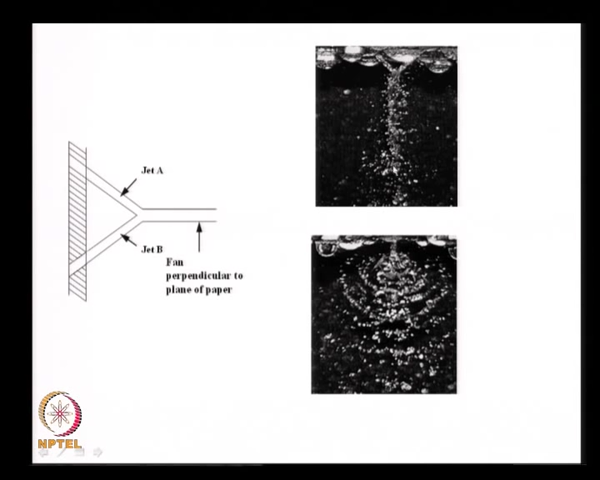 Jet A
Jet B
Fan
perpendicular to
plane of paper
NPTEL